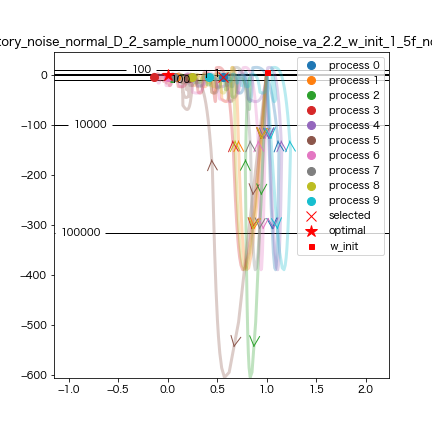 tory_noise_normal_D_2_sample_num10000_noise_va_2.2_w_init_1_5f_no
0
−100
−200
−300
−400
−500
−600
−1.0
−0.5
0.0
0.5
1.0
1.5
2.0
100
1
100
10000
100000
process 0
process 1
process 2
process 3
process 4
process 5
process 6
process 7
process 8
process 9
selected
optimal
w_init